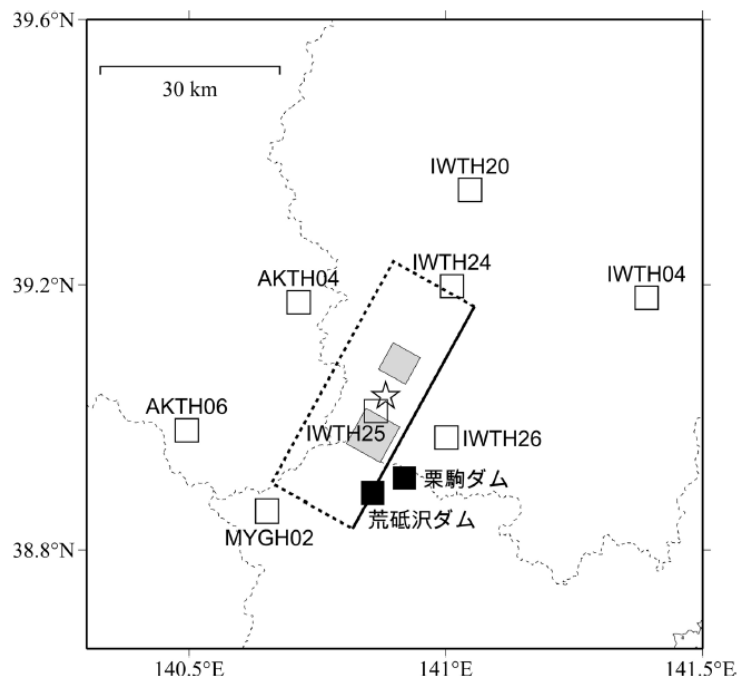 39.6°N
30 km
IWTH20
39.2°N
IWTH24
AKTH04
IWTH04
AKTH06
IWTH25
IWTH26
栗駒ダム
荒砥沢ダム
MYGH02
38.8°N
140.5°E
141°E
141.5°E